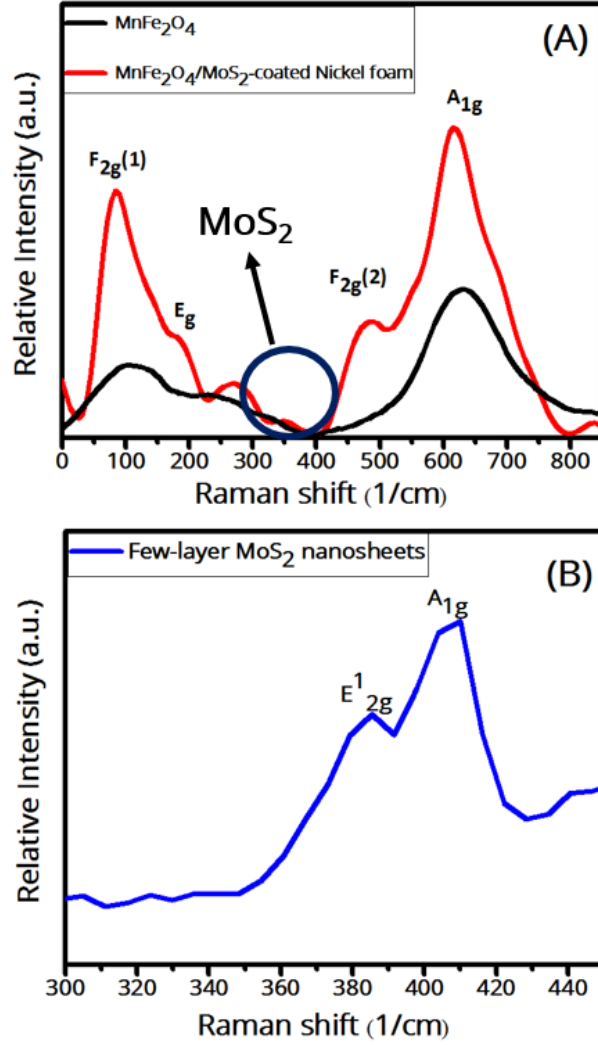 MnFe₂O₄
(A)
MnFe₂O₄/MoS₂-coated Nickel foam
A₁g
F₂g(1)
MoS₂
F₂g(2)
Eg
Relative Intensity (a.u.)
0 100 200 300 400 500 600 700 800
Raman shift (1/cm)
Few-layer MoS₂ nanosheets
(B)
A₁g
E¹₂g
Relative Intensity (a.u.)
300 320 340 360 380 400 420 440
Raman shift (1/cm)